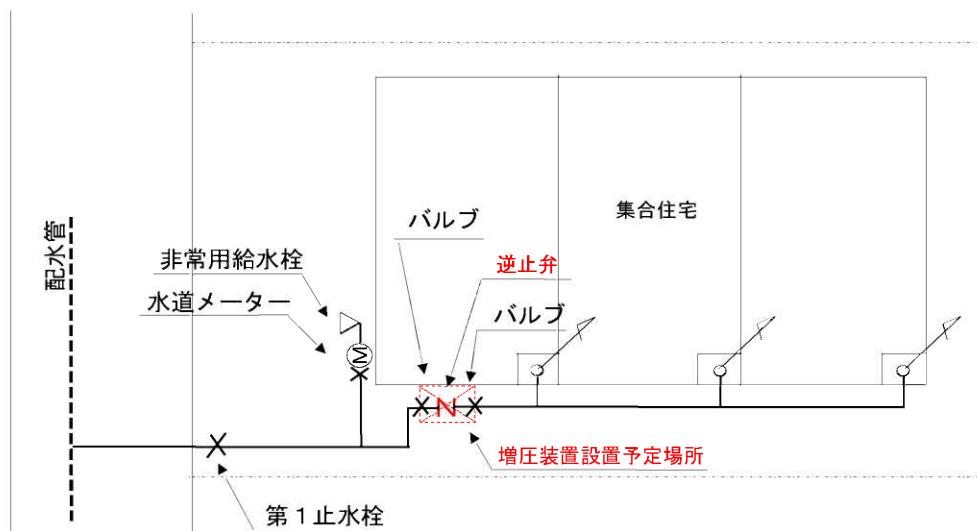 集合住宅
バルブ
配水管
非常用給水栓
逆止弁
水道メーター
バルブ
M
N
増圧装置設置予定場所
第１止水栓